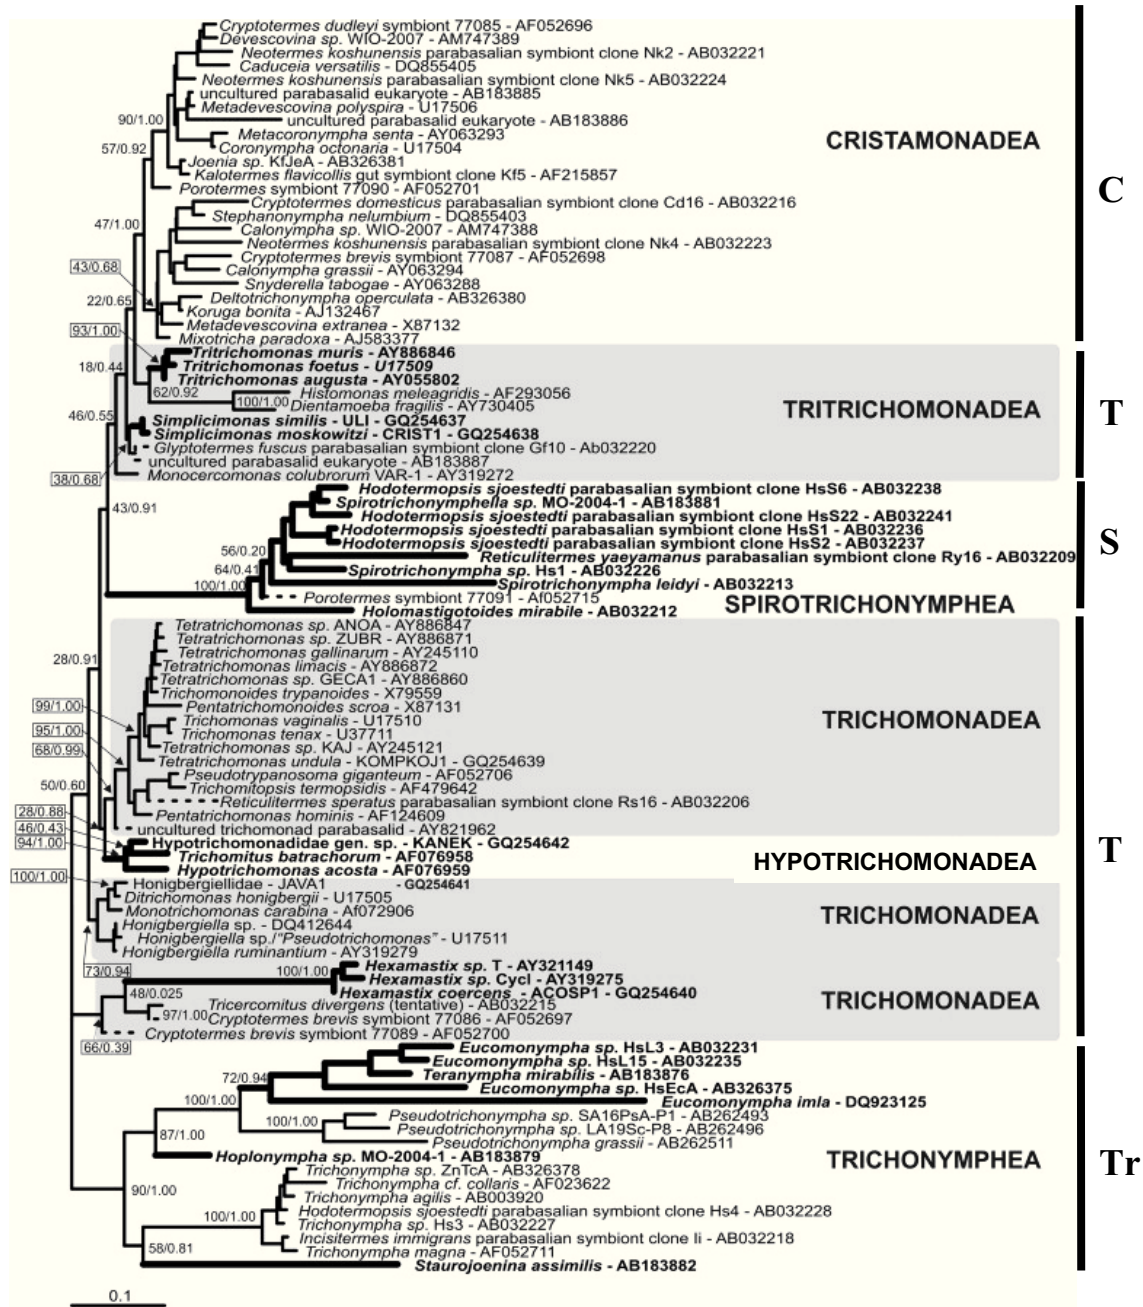 Cryptotermes dudleyi symbiont 77085 - AF052696
Devescovina sp. WIO-2007 - AM747389
Neotermes koshunensis parabasalian symbiont clone Nk2 - AB032221
Caduceia versatilis - DQ855405
Neotermes koshunensis parabasalian symbiont clone Nk5 - AB032224
uncultured parabasalid eukaryote - AB183885
Metadevescovina polyspira - U17506
uncultured parabasalid eukaryote - AB183886
90/1.00
Metacoronympha senta - AY063293
CRISTAMONADEA
Coronympha octonaria - U17504
57/0.92
Joenia sp. KfJeA - AB326381
Kalotermes flavicollis gut symbiont clone Kf5 - AF215857
Porotermes symbiont 77090 - AF052701
C
Cryptotermes domesticus parabasalian symbiont clone Cd16 - AB032216
Stephanonympha nelumbium - DQ855403
47/1.00
Calonympha sp. WIO-2007 - AM747388
Neotermes koshunensis parabasalian symbiont clone Nk4 - AB032223
Cryptotermes brevis symbiont 77087 - AF052698
43/0.68
Calonympha grassii - AY063294
Snyderella tabogae - AY063288
22/0.65
Deltotrichonympha operculata - AB326380
Koruga bonita - AJ132467
93/1.00
Metadevescovina extranea - X87132
Mixotricha paradoxa - AJ583377
Tritrichomonas muris - AY886846
18/0.44
Tritrichomonas foetus - U17509
Tritrichomonas augusta - AY055802
62/0.92
Histomonas meleagridis - AF293056
100/1.00
Dientamoeba fragilis - AY730405
TRITRICHOMONADEA
T
46/0.55
Simplicimonas similis - ULI - GQ254637
Simplicimonas moskowitzi - CRIST1 - GQ254638
Glyptotermes fuscus parabasalian symbiont clone Gf10 - Ab032220
uncultured parabasalid eukaryote - AB183887
38/0.68
Monocercomonas colubrorum VAR-1 - AY319272
Hodotermopsis sjoestedti parabasalian symbiont clone HsS6 - AB032238
Spirotrichonymphella sp. MO-2004-1 - AB183881
43/0.91
Hodotermopsis sjoestedti parabasalian symbiont clone HsS22 - AB032241
Hodotermopsis sjoestedti parabasalian symbiont clone HsS1 - AB032236
Hodotermopsis sjoestedti parabasalian symbiont clone HsS2 - AB032237
S
56/0.20
Reticulitermes yaeyamanus parabasalian symbiont clone Ry16 - AB032209
64/0.41
Spirotrichonympha sp. Hs1 - AB032226
100/1.00
Spirotrichonympha leidyi - AB032213
Porotermes symbiont 77091 - Af052715
SPIROTRICHONYMPHEA
Holomastigotoides mirabile - AB032212
Tetratrichomonas sp. ANOA - AY886847
Tetratrichomonas sp. ZUBR - AY886871
Tetratrichomonas gallinarum - AY245110
28/0.91
Tetratrichomonas limacis - AY886872
Tetratrichomonas sp. GECA1 - AY886860
Trichomonoides trypanoides - X79559
99/1.00
Pentatrichomonoides scroa - X87131
Trichomonas vaginalis - U17510
TRICHOMONADEA
95/1.00
Trichomonas tenax - U37711
68/0.99
Tetratrichomonas sp. KAJ - AY245121
Tetratrichomonas undula - KOMPKOJ1 - GQ254639
Pseudotrypanosoma giganteum - AF052706
50/0.60
Trichomitopsis termopsidis - AF479642
Reticulitermes speratus parabasalian symbiont clone Rs16 - AB032206
28/0.88
Pentatrichomonas hominis - AF124609
46/0.43
uncultured trichomonad parabasalid - AY821962
94/1.00
Hypotrichomonadidae gen. sp. - KANEK - GQ254642
T
Trichomitus batrachorum - AF076958
HYPOTRICHOMONADEA
Hypotrichomonas acosta - AF076959
100/1.00
Honigbergiellidae - JAVA1 - GQ254641
Ditrichomonas honigbergii - U17505
Monotrichomonas carabina - Af072906
TRICHOMONADEA
Honigbergiella sp. - DQ412644
Honigbergiella sp./"Pseudotrichomonas" - U17511
Honigbergiella ruminantium - AY319279
73/0.94
100/1.00
Hexamastix sp. T - AY321149
Hexamastix sp. Cycl - AY319275
48/0.025
Hexamastix coercens - ACOSP1 - GQ254640
Tricercomitus divergens (tentative) - AB032215
TRICHOMONADEA
97/1.00
Cryptotermes brevis symbiont 77086 - AF052697
Cryptotermes brevis symbiont 77089 - AF052700
66/0.39
Eucomonympha sp. HsL3 - AB032231
Eucomonympha sp. HsL15 - AB032235
72/0.94
Teranympha mirabilis - AB183876
Eucomonympha sp. HsEcA - AB326375
100/1.00
Eucomonympha imla - DQ923125
Pseudotrichonympha sp. SA16PsA-P1 - AB262493
100/1.00
Pseudotrichonympha sp. LA19Sc-P8 - AB262496
87/1.00
Pseudotrichonympha grassii - AB262511
Hoplonympha sp. MO-2004-1 - AB183879
TRICHONYMPHEA
Tr
Trichonympha sp. ZnTcA - AB326378
Trichonympha cf. collaris - AF023622
90/1.00
Trichonympha agilis - AB003920
Hodotermopsis sjoestedti parabasalian symbiont clone Hs4 - AB032228
100/1.00
Trichonympha sp. Hs3 - AB032227
Incisitermes immigrans parabasalian symbiont clone Ii - AB032218
58/0.81
Trichonympha magna - AF052711
Staurojoenina assimilis - AB183882
0.1